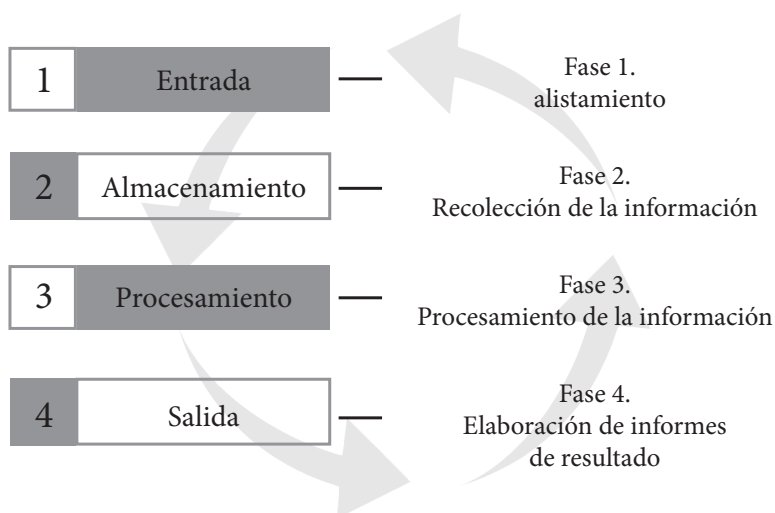 1 Entrada
Fase 1.
alistamiento
2 Almacenamiento
Fase 2.
Recolección de la información
3 Procesamiento
Fase 3.
Procesamiento de la información
4 Salida
Fase 4.
Elaboración de informes
de resultado